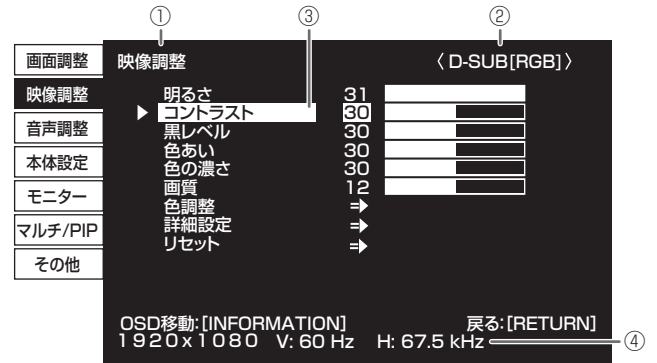 ① ③ ②
画面調整
映像調整
音声調整
本体設定
モニター
マルチ/PIP
その他
映像調整 〈 D-SUB[RGB] 〉
明るさ 31
コントラスト 30
黒レベル 30
色あい 30
色の濃さ 30
画質 12
色調整
詳細設定
リセット
OSD移動:[INFORMATION] 戻る:[RETURN]
1920x1080 V: 60 Hz H: 67.5 kHz ④